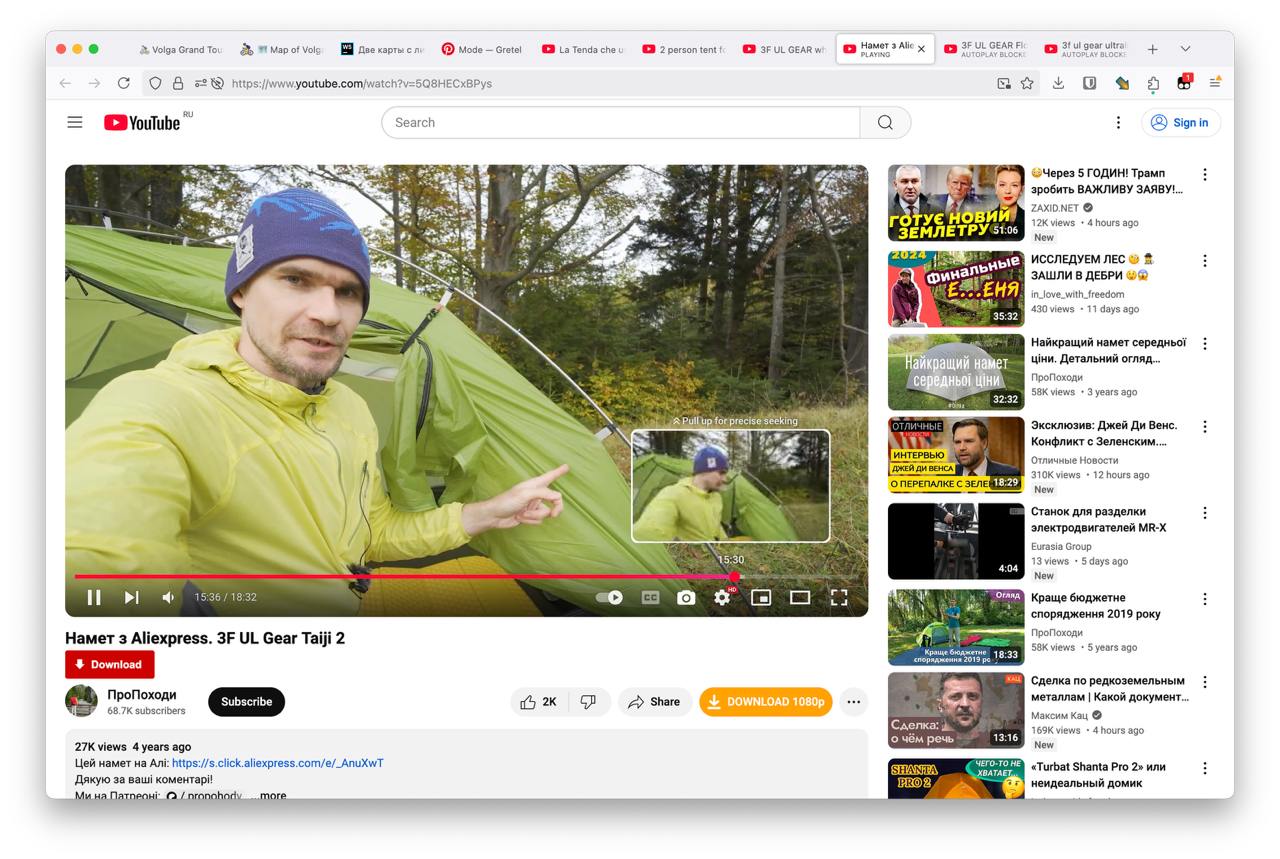 Volga Grand Tou
Map of Volg
WS
Две карты с ли
Mode — Gretel
La Tenda che u
2 person tent f
3F UL GEAR wh
Намет з Alie
PLAYING
3F UL GEAR Flo
AUTOPLAY BLOCKE
3f ul gear ultral
AUTOPLAY BLOCKE
https://www.youtube.com/watch?v=5Q8HECxBPys
1
YouTube RU
Search
Sign in
Pull up for precise seeking
15:30
15:36 / 18:32
CC
HD
Намет з Aliexpress. 3F UL Gear Taiji 2
Download
ПроПоходи
68.7K subscribers
Subscribe
2K
Share
DOWNLOAD 1080p
27K views 4 years ago
Цей намет на Алі: https://s.click.aliexpress.com/e/_AnuXwT
Дякую за ваші коментарі!
Ми на Патреоні: / propohody ...more
ГОТУЄ НОВИЙ
ЗЕМЛЕТРУ
51:06
😳Через 5 ГОДИН! Трамп
зробить ВАЖЛИВУ ЗАЯВУ!...
ZAXID.NET
12K views • 4 hours ago
New
2024
Финальные
Е...ЕНЯ
35:32
ИССЛЕДУЕМ ЛЕС
ЗАШЛИ В ДЕБРИ
in_love_with_freedom
430 views • 11 days ago
Найкращий намет
середньої ціни
32:32
Найкращий намет середньої
ціни. Детальний огляд...
ПроПоходи
58K views • 3 years ago
ОТЛИЧНЫЕ
НОВОСТИ
ИНТЕРВЬЮ
ДЖЕЙ ДИ ВЕНСА
О ПЕРЕПАЛКЕ С ЗЕЛЕН
18:29
Эксклюзив: Джей Ди Венс.
Конфликт с Зеленским....
Отличные Новости
310K views • 12 hours ago
New
4:04
Станок для разделки
электродвигателей MR-X
Eurasia Group
13 views • 5 days ago
New
Огляд
Краще бюджетне
спорядження 2019 ро
18:33
Краще бюджетне
спорядження 2019 року
ПроПоходи
58K views • 5 years ago
КАЦ
Сделка:
о чём речь
13:16
Сделка по редкоземельным
металлам | Какой документ...
Максим Кац
169K views • 4 hours ago
New
SHANTA
PRO 2
ЧЕГО-ТО НЕ
ХВАТАЕТ...
«Turbat Shanta Pro 2» или
неидеальный домик